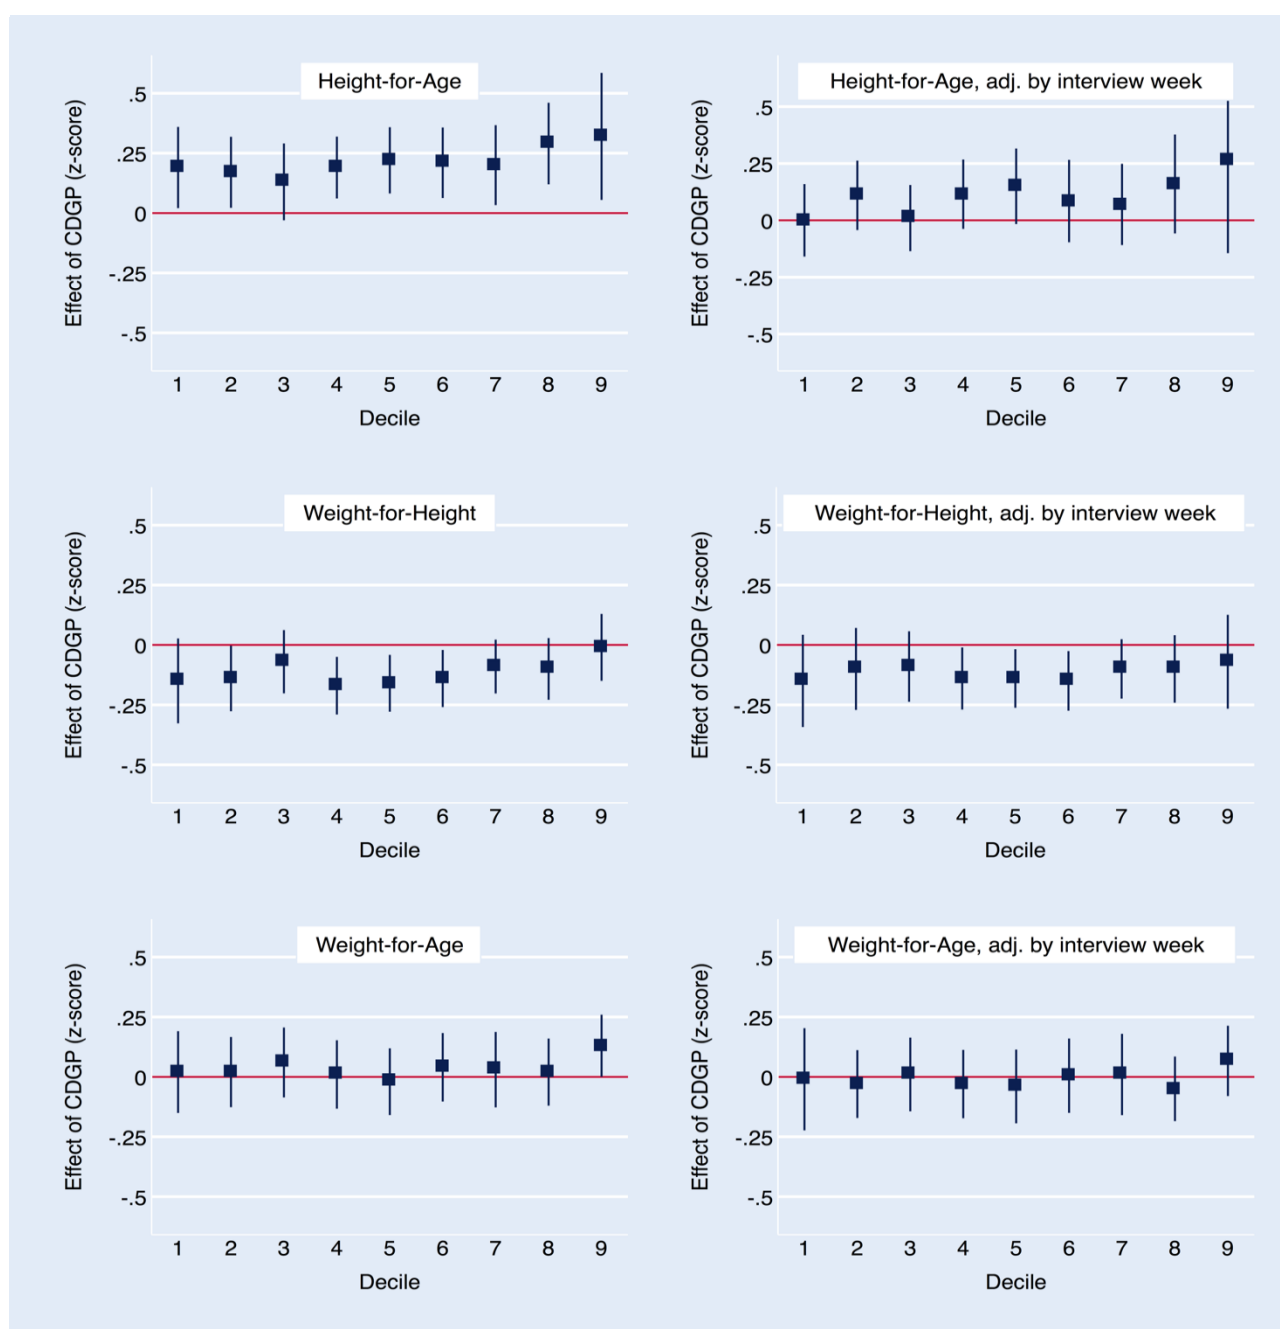 Height-for-Age
Effect of CDGP (z-score)
.5
.25
0
-.25
-.5
1 2 3 4 5 6 7 8 9
Decile
Height-for-Age, adj. by interview week
Effect of CDGP (z-score)
.5
.25
0
-.25
-.5
1 2 3 4 5 6 7 8 9
Decile
Weight-for-Height
Effect of CDGP (z-score)
.5
.25
0
-.25
-.5
1 2 3 4 5 6 7 8 9
Decile
Weight-for-Height, adj. by interview week
Effect of CDGP (z-score)
.5
.25
0
-.25
-.5
1 2 3 4 5 6 7 8 9
Decile
Weight-for-Age
Effect of CDGP (z-score)
.5
.25
0
-.25
-.5
1 2 3 4 5 6 7 8 9
Decile
Weight-for-Age, adj. by interview week
Effect of CDGP (z-score)
.5
.25
0
-.25
-.5
1 2 3 4 5 6 7 8 9
Decile